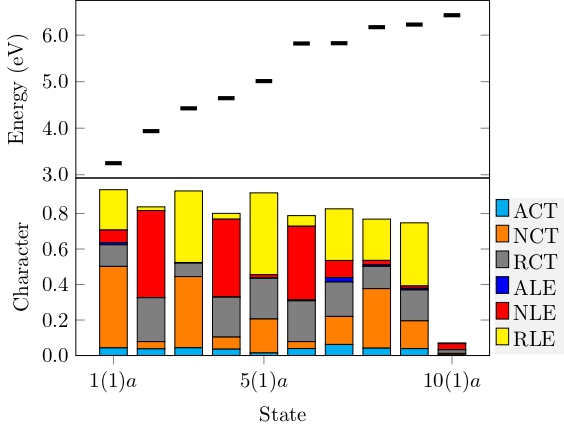 Energy (eV)
6.0
5.0
4.0
3.0
Character
0.8
0.6
0.4
0.2
0.0
1(1)a
5(1)a
10(1)a
State
ACT
NCT
RCT
ALE
NLE
RLE